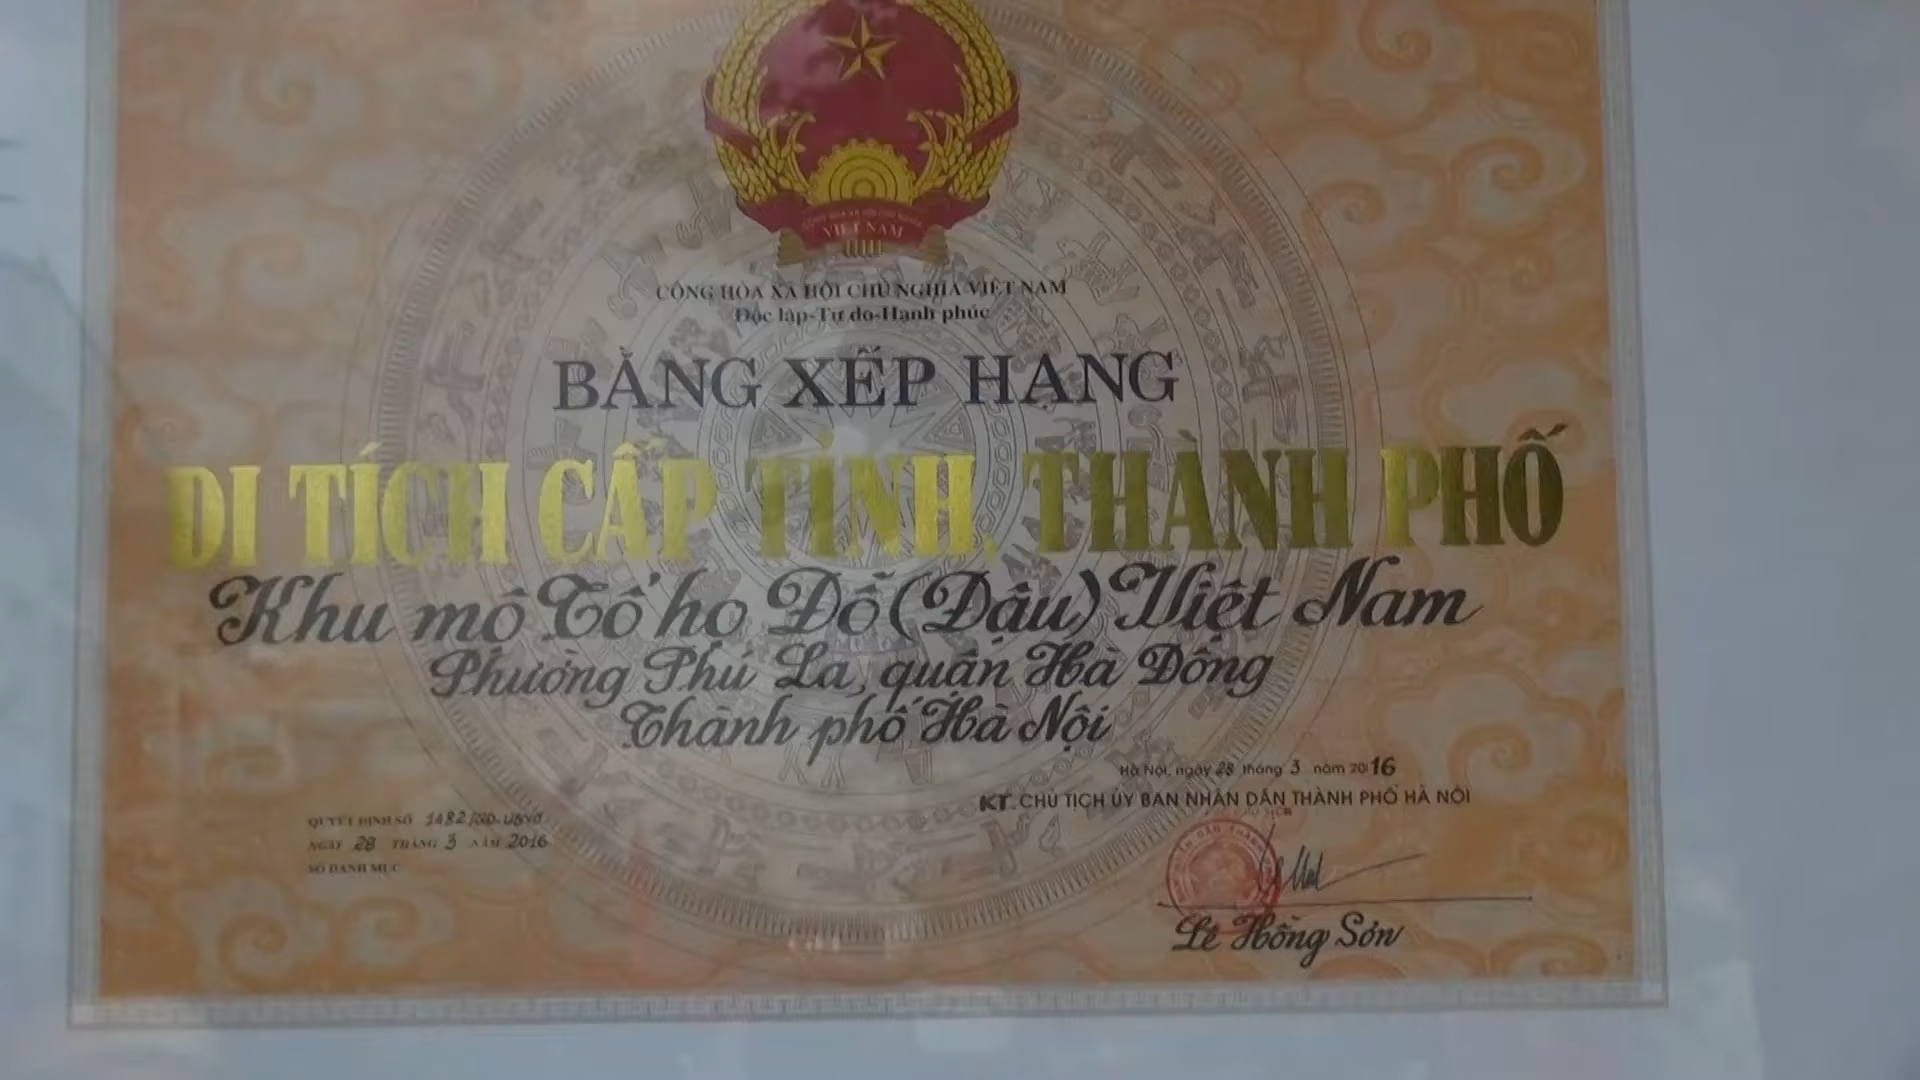 VIỆT NAM
CỘNG HÒA XÃ HỘI CHỦ NGHĨA VIỆT NAM
Độc lập-Tự do-Hạnh phúc
BẰNG XẾP HẠNG
DI TÍCH CẤP TỈNH, THÀNH PHỐ
Khu mộ Tổ họ Đỗ (Đậu) Việt Nam
Phường Phú La, quận Hà Đông
Thành phố Hà Nội
Hà Nội, ngày 28 tháng 3 năm 2016
KT. CHỦ TỊCH ỦY BAN NHÂN DÂN THÀNH PHỐ HÀ NỘI
QUYẾT ĐỊNH SỐ 1482/QĐ-UBND
NGÀY 28 THÁNG 3 NĂM 2016
SỐ DANH MỤC
Lê Hồng Sơn